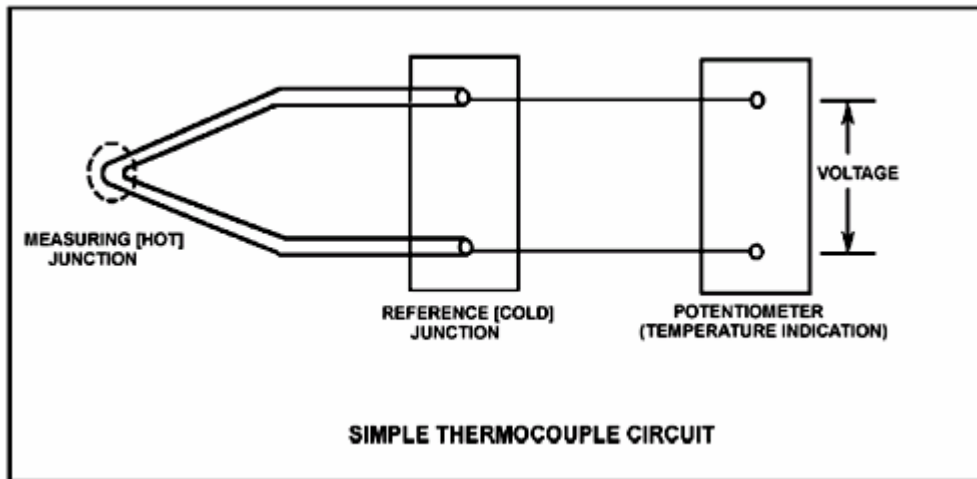 VOLTAGE
MEASURING [HOT]
JUNCTION
REFERENCE [COLD]
JUNCTION
POTENTIOMETER
(TEMPERATURE INDICATION)
SIMPLE THERMOCOUPLE CIRCUIT